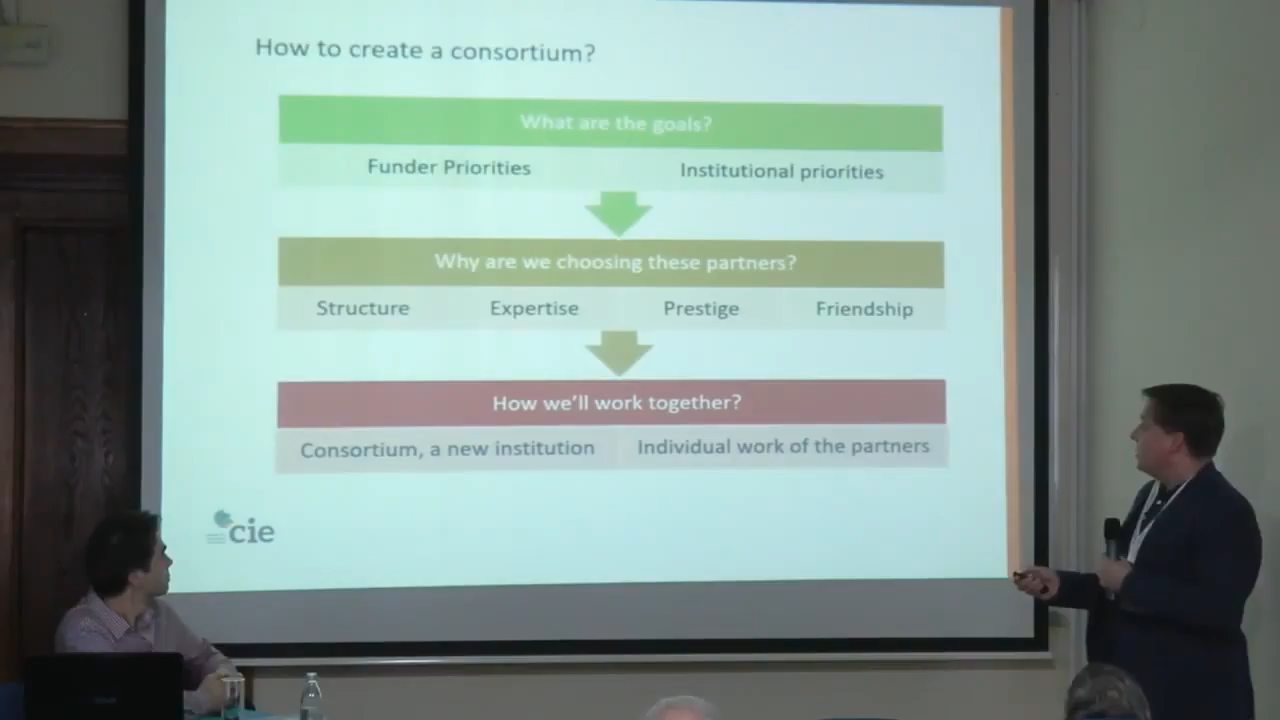 How to create a consortium?
What are the goals?
Funder Priorities Institutional priorities
Why are we choosing these partners?
Structure Expertise Prestige Friendship
How we'll work together?
Consortium, a new institution Individual work of the partners
cie